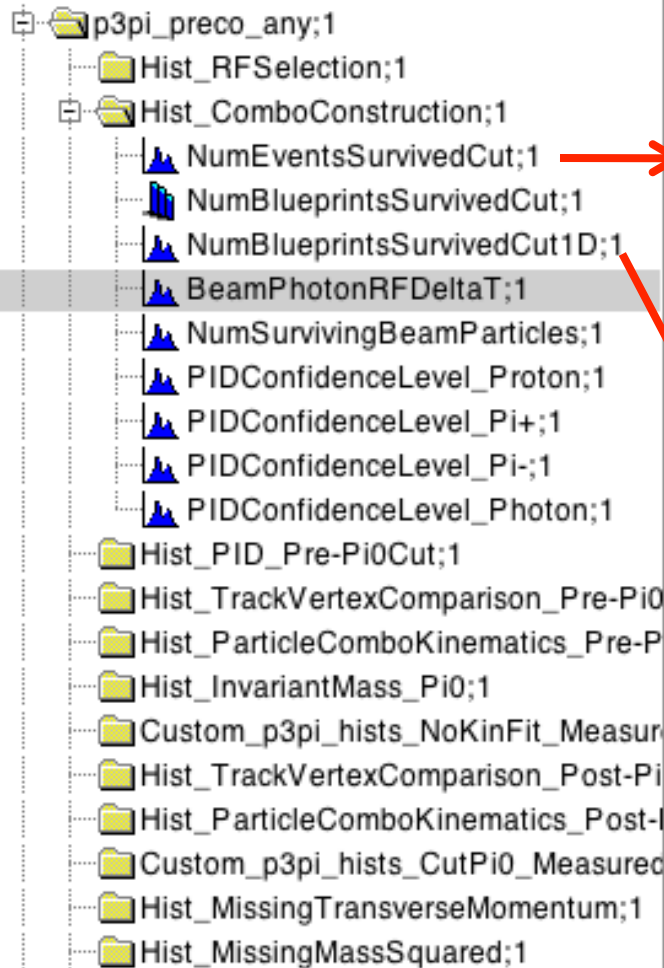 p3pi_preco_any;1
Hist_RFSelection;1
Hist_ComboConstruction;1
NumEventsSurvivedCut;1
NumBlueprintsSurvivedCut;1
NumBlueprintsSurvivedCut1D;1
BeamPhotonRFDeltaT;1
NumSurvivingBeamParticles;1
PIDConfidenceLevel_Proton;1
PIDConfidenceLevel_Pi+;1
PIDConfidenceLevel_Pi-;1
PIDConfidenceLevel_Photon;1
Hist_PID_Pre-Pi0Cut;1
Hist_TrackVertexComparison_Pre-Pi0
Hist_ParticleComboKinematics_Pre-P
Hist_InvariantMass_Pi0;1
Custom_p3pi_hists_NoKinFit_Measur
Hist_TrackVertexComparison_Post-Pi
Hist_ParticleComboKinematics_Post-
Custom_p3pi_hists_CutPi0_Measured
Hist_MissingTransverseMomentum;1
Hist_MissingMassSquared;1